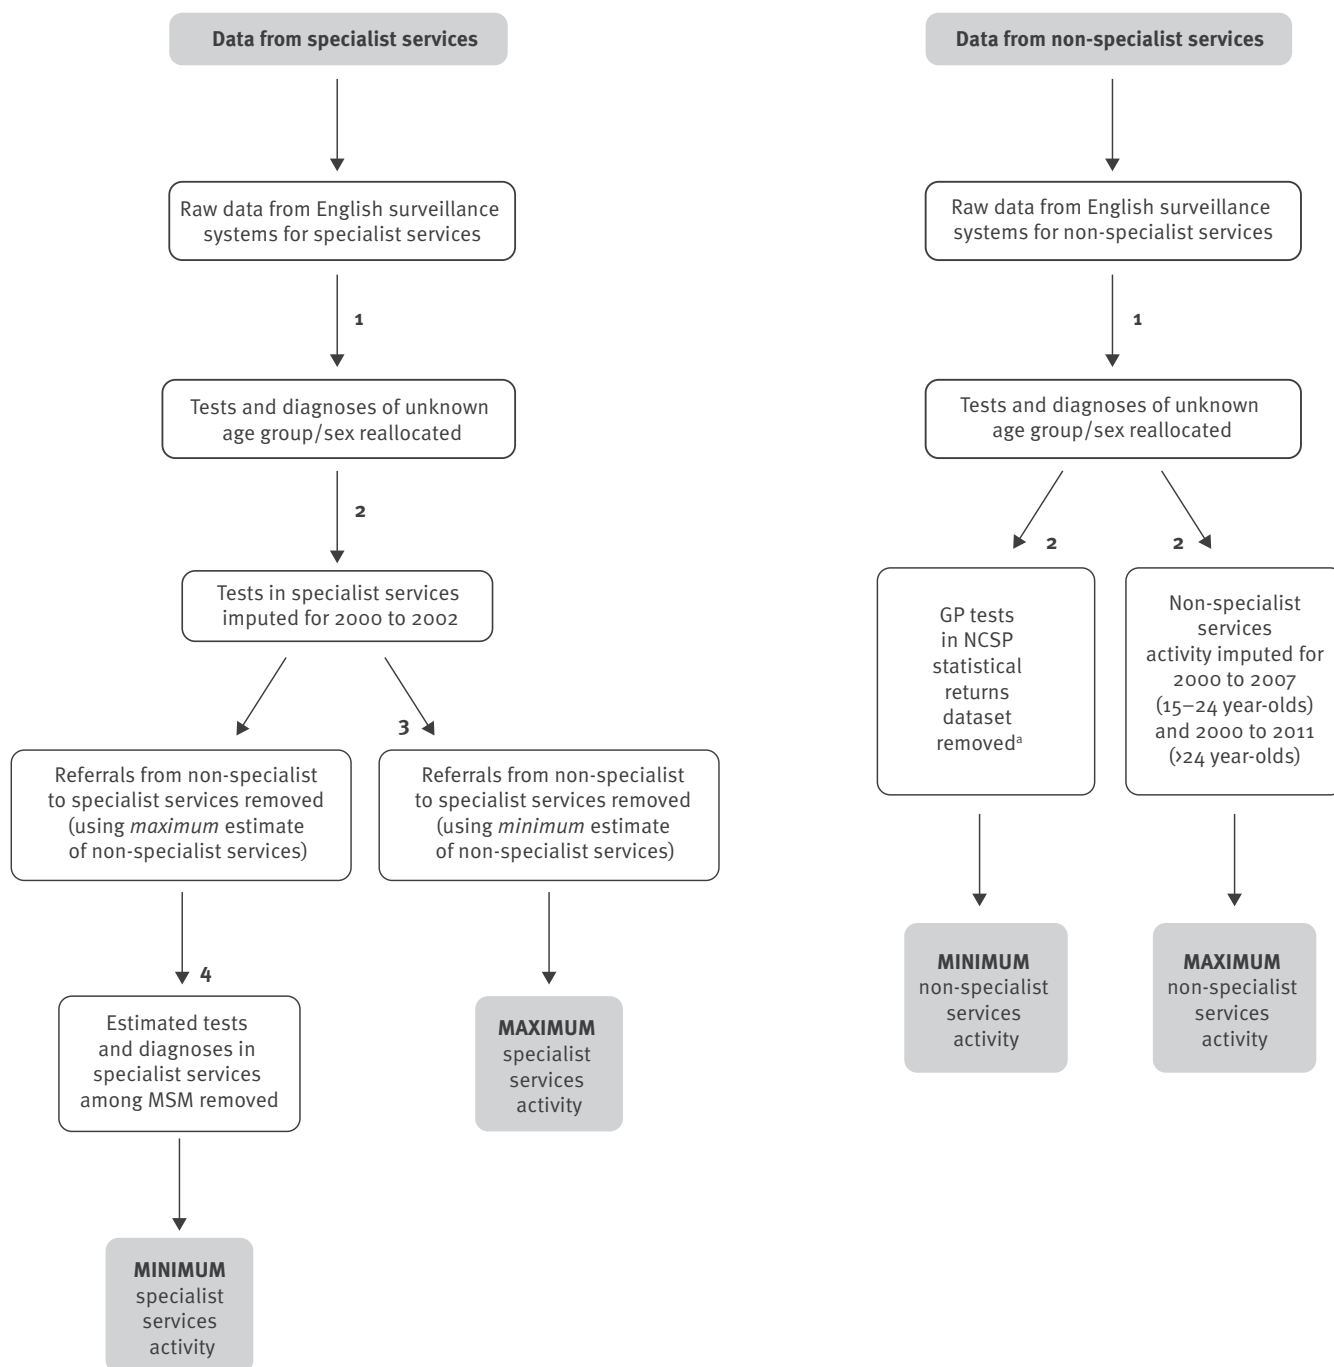 Data from specialist services
Raw data from English surveillance
systems for specialist services
1
Tests and diagnoses of unknown
age group/sex reallocated
2
Tests in specialist services
imputed for 2000 to 2002
3
Referrals from non-specialist
to specialist services removed
(using maximum estimate
of non-specialist services)
Referrals from non-specialist
to specialist services removed
(using minimum estimate
of non-specialist services)
4
Estimated tests
and diagnoses in
specialist services
among MSM removed
MAXIMUM
specialist
services
activity
MINIMUM
specialist
services
activity
Data from non-specialist services
Raw data from English surveillance
systems for non-specialist services
1
Tests and diagnoses of unknown
age group/sex reallocated
2
2
GP tests
in NCSP
statistical
returns
dataset
removedᵃ
Non-specialist
services
activity imputed for
2000 to 2007
(15–24 year-olds)
and 2000 to 2011
(>24 year-olds)
MINIMUM
non-specialist
services
activity
MAXIMUM
non-specialist
services
activity